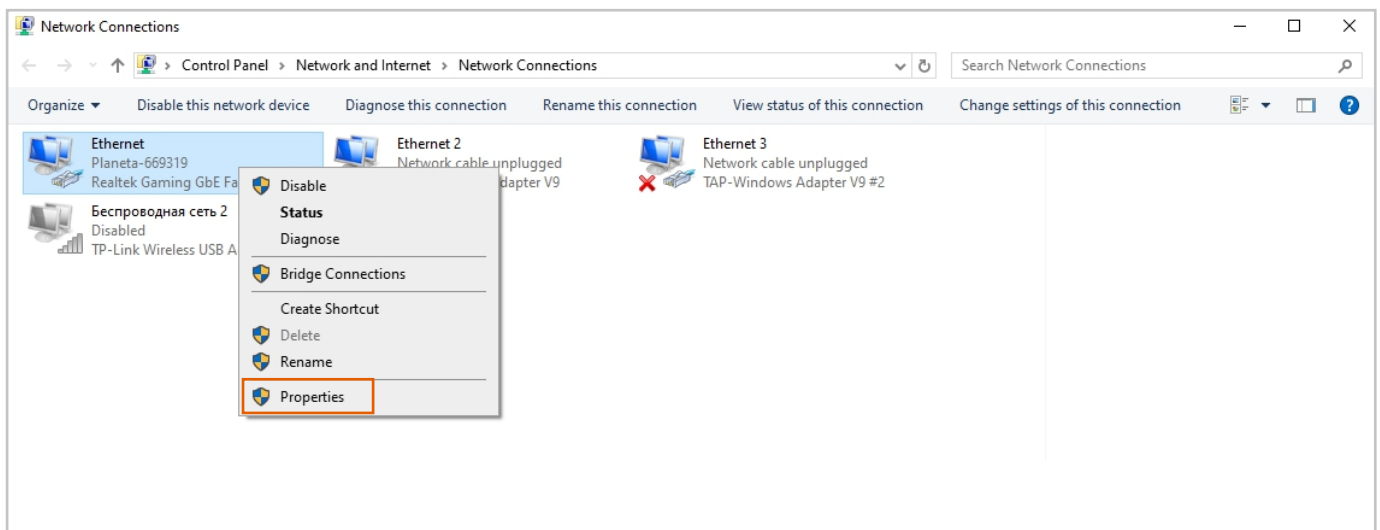 Network Connections
Control Panel > Network and Internet > Network Connections
Search Network Connections
Organize
Disable this network device
Diagnose this connection
Rename this connection
View status of this connection
Change settings of this connection
Ethernet
Planeta-669319
Realtek Gaming GbE Fa
Ethernet 2
Network cable unplugged
dapter V9
Ethernet 3
Network cable unplugged
TAP-Windows Adapter V9 #2
Беспроводная сеть 2
Disabled
TP-Link Wireless USB A
Disable
Status
Diagnose
Bridge Connections
Create Shortcut
Delete
Rename
Properties